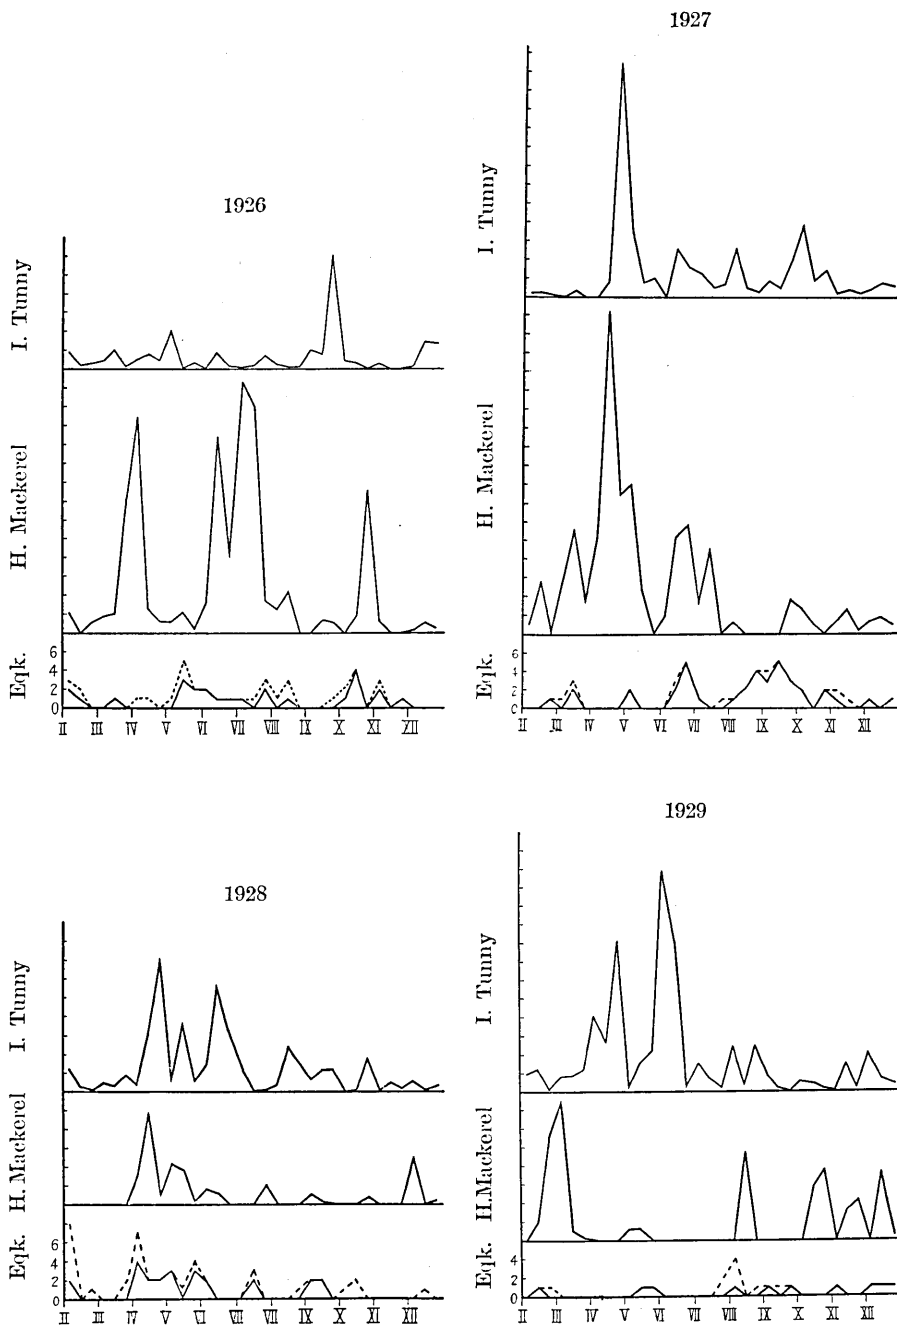 1926
I. Tunny
H. Mackerel
Eqk.
6
4
2
0
II III IV V VI VII VIII IX X XI XII
1927
I. Tunny
H. Mackerel
Eqk.
6
4
2
0
II III IV V VI VII VIII IX X XI XII
1928
I. Tunny
H. Mackerel
Eqk.
6
4
2
0
II III IV V VI VII VIII IX X XI XII
1929
I. Tunny
H. Mackerel
Eqk.
4
2
0
II III IV V VI VII VIII IX X XI XII